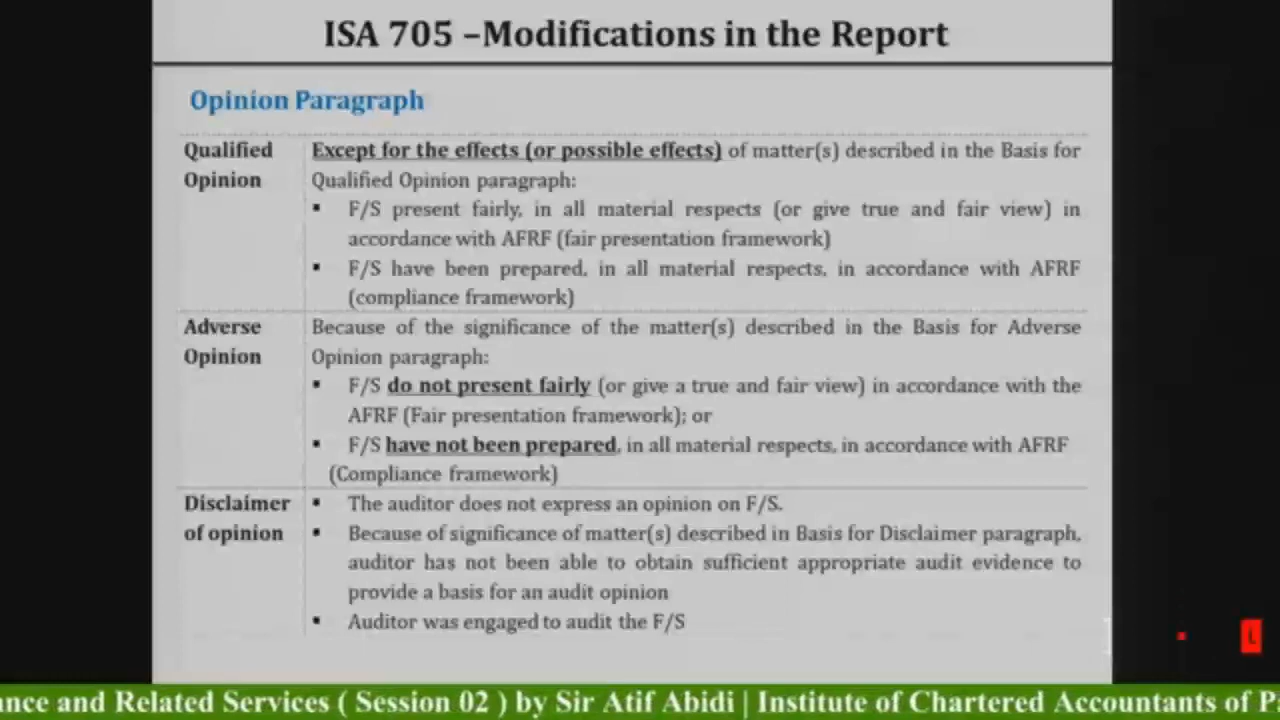 ISA 705 –Modifications in the Report
Opinion Paragraph
Qualified Opinion
Except for the effects (or possible effects) of matter(s) described in the Basis for
Qualified Opinion paragraph:
▪ F/S present fairly, in all material respects (or give true and fair view) in
accordance with AFRF (fair presentation framework)
▪ F/S have been prepared, in all material respects, in accordance with AFRF
(compliance framework)
Adverse Opinion
Because of the significance of the matter(s) described in the Basis for Adverse
Opinion paragraph:
▪ F/S do not present fairly (or give a true and fair view) in accordance with the
AFRF (Fair presentation framework); or
▪ F/S have not been prepared, in all material respects, in accordance with AFRF
(Compliance framework)
Disclaimer of opinion
▪ The auditor does not express an opinion on F/S.
▪ Because of significance of matter(s) described in Basis for Disclaimer paragraph,
auditor has not been able to obtain sufficient appropriate audit evidence to
provide a basis for an audit opinion
▪ Auditor was engaged to audit the F/S
L
nce and Related Services ( Session 02 ) by Sir Atif Abidi | Institute of Chartered Accountants of P